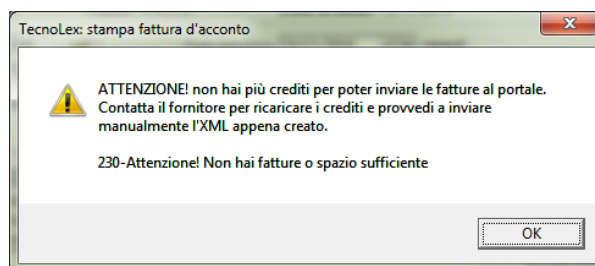 TecnoLex: stampa fattura d'acconto
ATTENZIONE! non hai più crediti per poter inviare le fatture al portale.
Contatta il fornitore per ricaricare i crediti e provvedi a inviare
manualmente l'XML appena creato.
230-Attenzione! Non hai fatture o spazio sufficiente
OK